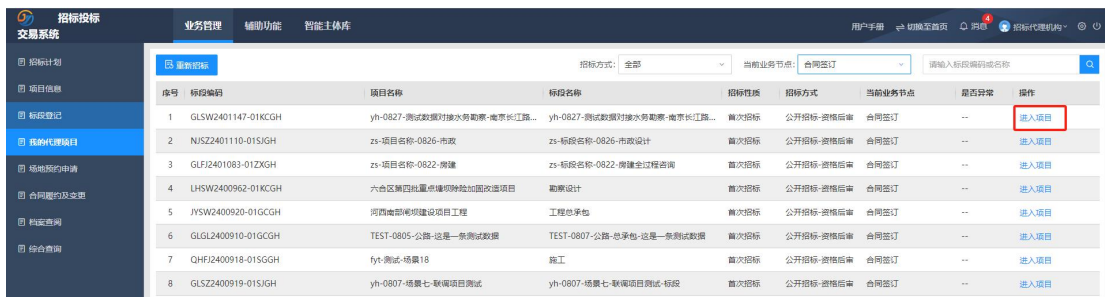 招标投标
交易系统
业务管理 辅助功能 智能主体库
用户手册 切换至首页 消息 4 招标代理机构
招标计划
项目信息
标段登记
我的代理项目
场地预约申请
合同履约及变更
档案查阅
综合查询
重新招标 招标方式: 全部 当前业务节点: 合同签订 请输入标段编码或名称
序号 标段编码 项目名称 标段名称 招标性质 招标方式 当前业务节点 是否异常 操作
1 GLSW2401147-01KCGH yh-0827-测试数据对接水务勘察-南京长江路... yh-0827-测试数据对接水务勘察-南京长江路... 首次招标 公开招标-资格后审 合同签订 -- 进入项目
2 NJSZ2401110-01SJGH zs-项目名称-0826-市政 zs-标段名称-0826-市政设计 首次招标 公开招标-资格后审 合同签订 -- 进入项目
3 GLFJ2401083-01ZXGH zs-项目名称-0822-房建 zs-标段名称-0822-房建全过程咨询 首次招标 公开招标-资格后审 合同签订 -- 进入项目
4 LHSW2400962-01KCGH 六合区第四批重点塘坝除险加固改造项目 勘察设计 首次招标 公开招标-资格后审 合同签订 -- 进入项目
5 JYSW2400920-01GCGH 河西南部闸坝建设项目工程 工程总承包 首次招标 公开招标-资格后审 合同签订 -- 进入项目
6 GLGL2400910-01GCGH TEST-0805-公路-这是一条测试数据 TEST-0807-公路-总承包-这是一条测试数据 首次招标 公开招标-资格后审 合同签订 -- 进入项目
7 QHFJ2400918-01SGGH fyt-测试-场景18 施工 首次招标 公开招标-资格后审 合同签订 -- 进入项目
8 GLSZ2400919-01SJGH yh-0807-场景七-联调项目测试 yh-0807-场景七-联调项目测试-标段 首次招标 公开招标-资格后审 合同签订 -- 进入项目